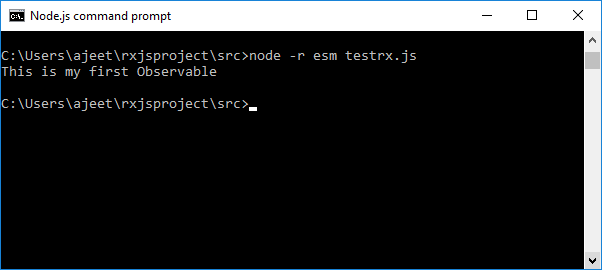 Node.js command prompt
C:\Users\ajeet\rxjsproject\src>node -r esm testrx.js
This is my first Observable
C:\Users\ajeet\rxjsproject\src>